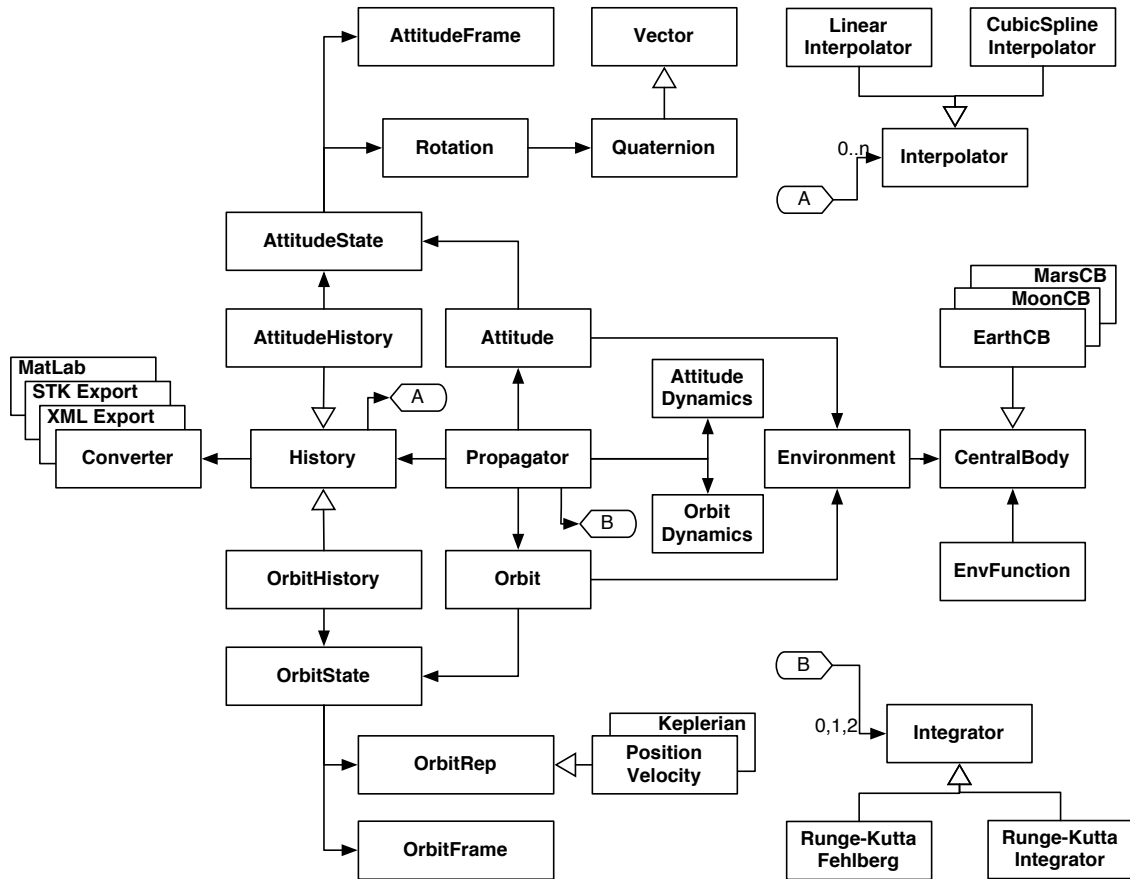 AttitudeFrame
Vector
Linear
Interpolator
CubicSpline
Interpolator
Rotation
Quaternion
0..n
Interpolator
A
AttitudeState
MarsCB
MoonCB
EarthCB
AttitudeHistory
Attitude
MatLab
STK Export
XML Export
Converter
A
Attitude
Dynamics
History
Propagator
Environment
CentralBody
B
Orbit
Dynamics
OrbitHistory
Orbit
EnvFunction
OrbitState
B
0,1,2
Integrator
Keplerian
Position
Velocity
OrbitRep
OrbitFrame
Runge-Kutta
Fehlberg
Runge-Kutta
Integrator